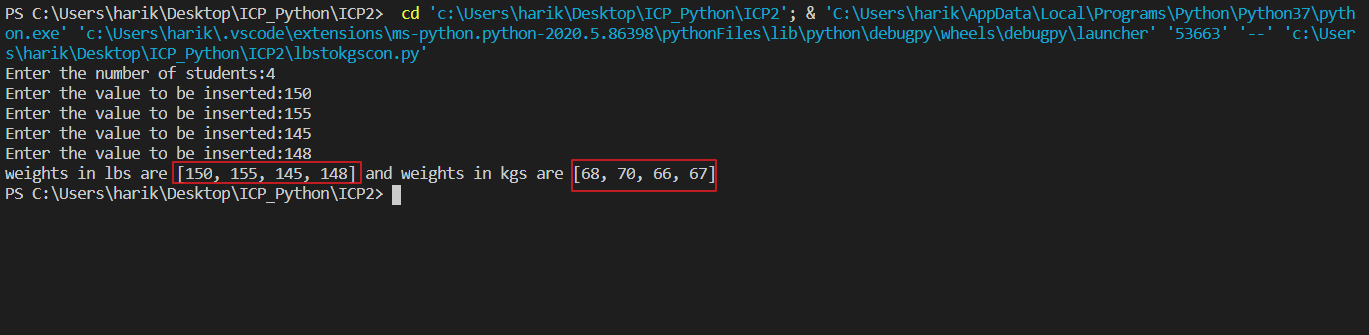 PS C:\Users\harik\Desktop\ICP_Python\ICP2>  cd 'c:\Users\harik\Desktop\ICP_Python\ICP2'; & 'C:\Users\harik\AppData\Local\Programs\Python\Python37\pyth
on.exe' 'c:\Users\harik\.vscode\extensions\ms-python.python-2020.5.86398\pythonFiles\lib\python\debugpy\wheels\debugpy\launcher' '53663' '--' 'c:\User
s\harik\Desktop\ICP_Python\ICP2\lbstokgscon.py'
Enter the number of students:4
Enter the value to be inserted:150
Enter the value to be inserted:155
Enter the value to be inserted:145
Enter the value to be inserted:148
weights in lbs are [150, 155, 145, 148] and weights in kgs are [68, 70, 66, 67]
PS C:\Users\harik\Desktop\ICP_Python\ICP2>